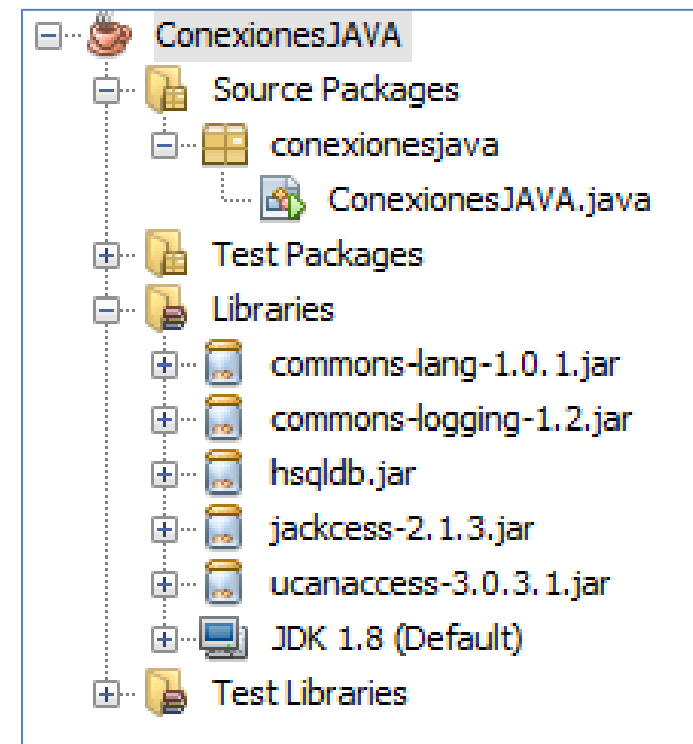 ConexionesJAVA
Source Packages
conexionesjava
ConexionesJAVA.java
Test Packages
Libraries
commons-lang-1.0.1.jar
commons-logging-1.2.jar
hsqldb.jar
jackcess-2.1.3.jar
ucanaccess-3.0.3.1.jar
JDK 1.8 (Default)
Test Libraries